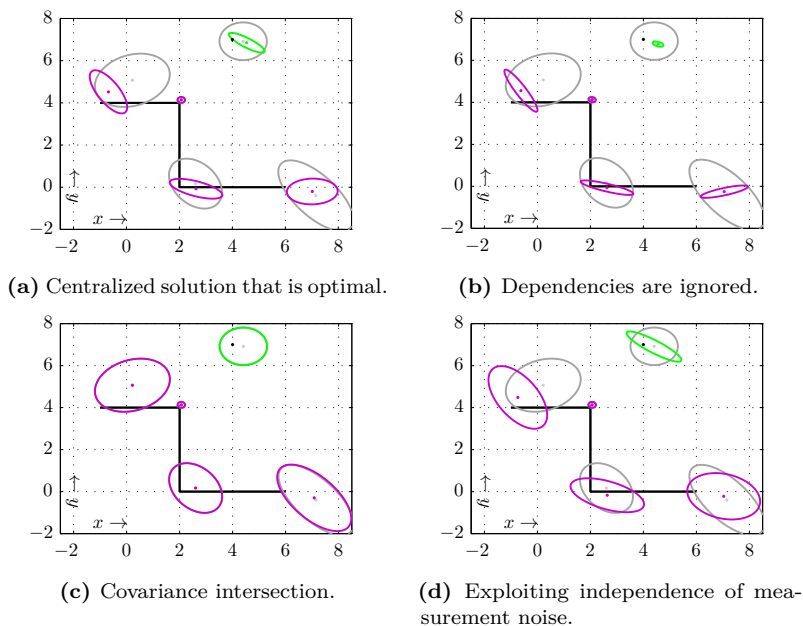 8
6
4
2
0
−2
−2 0 2 4 6 8
x →
y →
(a) Centralized solution that is optimal.
8
6
4
2
0
−2
−2 0 2 4 6 8
x →
y →
(b) Dependencies are ignored.
8
6
4
2
0
−2
−2 0 2 4 6 8
x →
y →
(c) Covariance intersection.
8
6
4
2
0
−2
−2 0 2 4 6 8
x →
y →
(d) Exploiting independence of mea-
surement noise.